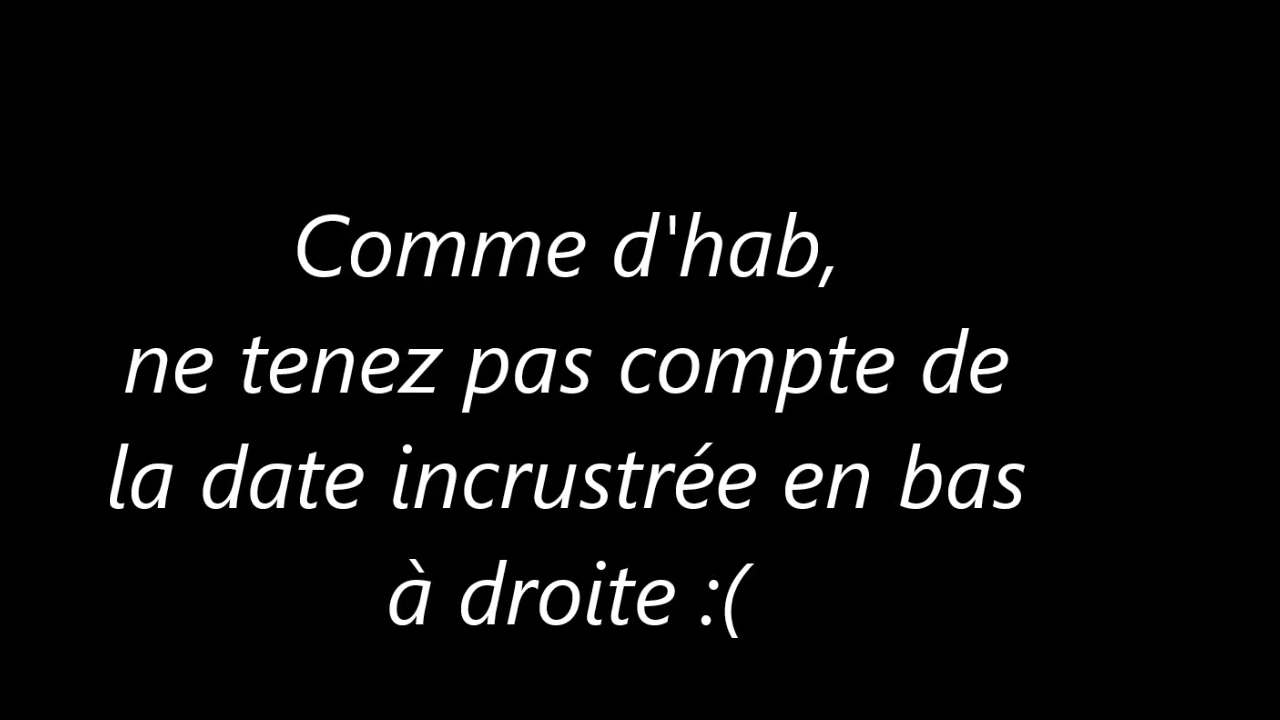 Comme d'hab,
ne tenez pas compte de
la date incrustrée en bas
à droite :(